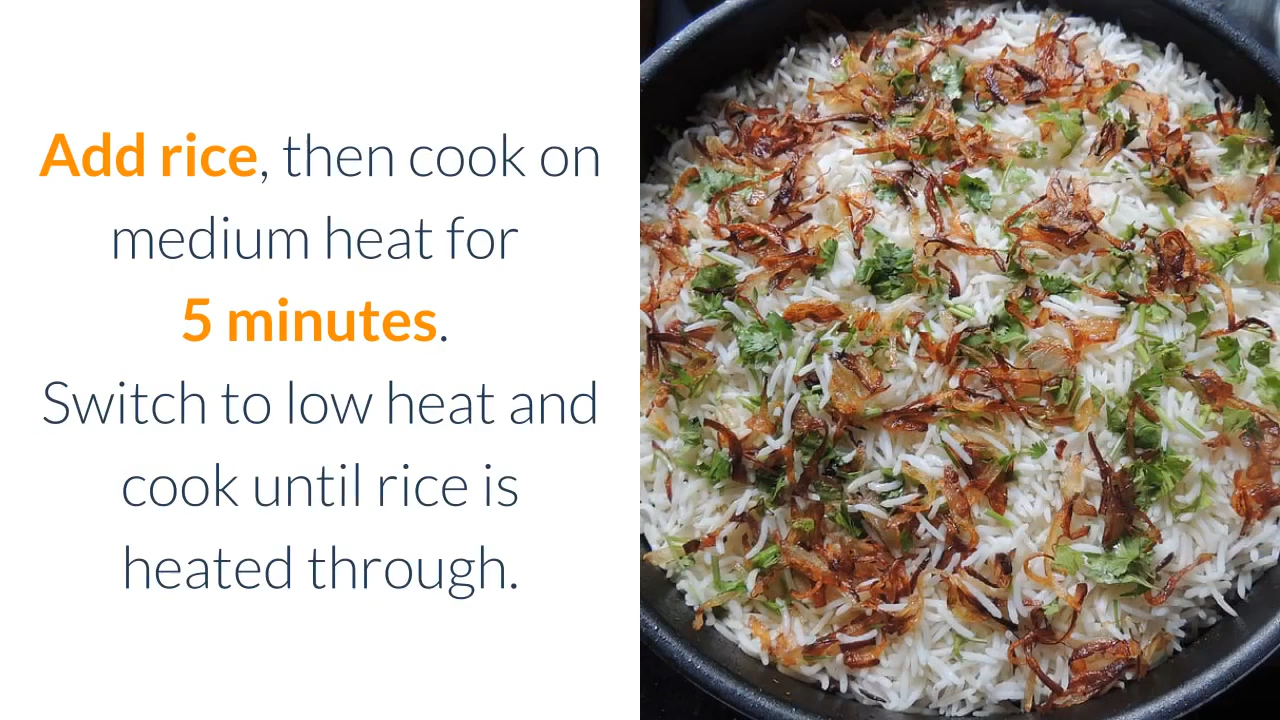 Add rice, then cook on
medium heat for
5 minutes.
Switch to low heat and
cook until rice is
heated through.